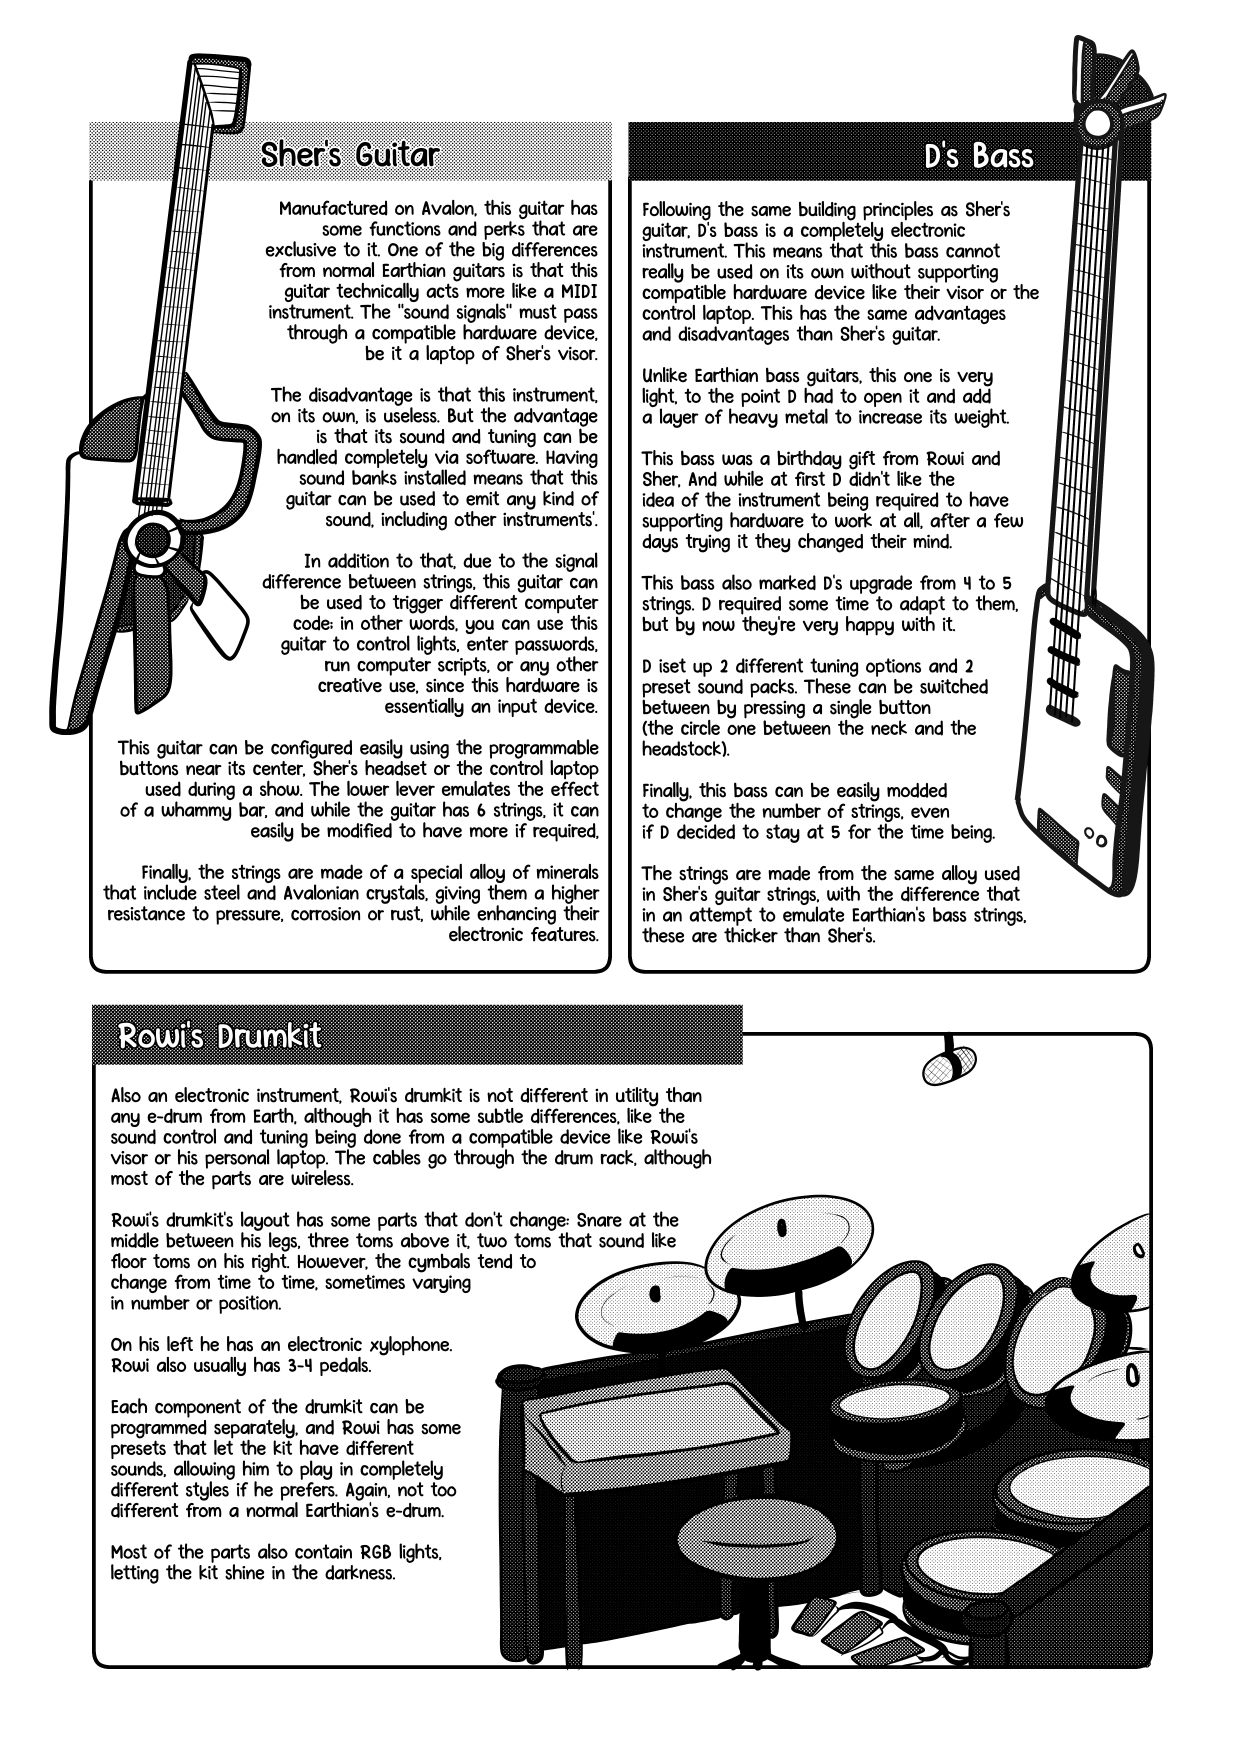 Sher's Guitar
Manufactured on Avalon, this guitar has
some functions and perks that are
exclusive to it. One of the big differences
from normal Earthian guitars is that this
guitar technically acts more like a MIDI
instrument. The "sound signals" must pass
through a compatible hardware device,
be it a laptop of Sher's visor.
The disadvantage is that this instrument,
on its own, is useless. But the advantage
is that its sound and tuning can be
handled completely via software. Having
sound banks installed means that this
guitar can be used to emit any kind of
sound, including other instruments'.
In addition to that, due to the signal
difference between strings, this guitar can
be used to trigger different computer
code: in other words, you can use this
guitar to control lights, enter passwords,
run computer scripts, or any other
creative use, since this hardware is
essentially an input device.
This guitar can be configured easily using the programmable
buttons near its center, Sher's headset or the control laptop
used during a show. The lower lever emulates the effect
of a whammy bar, and while the guitar has 6 strings, it can
easily be modified to have more if required,
Finally, the strings are made of a special alloy of minerals
that include steel and Avalonian crystals, giving them a higher
resistance to pressure, corrosion or rust, while enhancing their
electronic features.
D's Bass
Following the same building principles as Sher's
guitar, D's bass is a completely electronic
instrument. This means that this bass cannot
really be used on its own without supporting
compatible hardware device like their visor or the
control laptop. This has the same advantages
and disadvantages than Sher's guitar.
Unlike Earthian bass guitars, this one is very
light, to the point D had to open it and add
a layer of heavy metal to increase its weight.
This bass was a birthday gift from Rowi and
Sher, And while at first D didn't like the
idea of the instrument being required to have
supporting hardware to work at all, after a few
days trying it they changed their mind.
This bass also marked D's upgrade from 4 to 5
strings. D required some time to adapt to them,
but by now they're very happy with it.
D iset up 2 different tuning options and 2
preset sound packs. These can be switched
between by pressing a single button
(the circle one between the neck and the
headstock).
Finally, this bass can be easily modded
to change the number of strings, even
if D decided to stay at 5 for the time being.
The strings are made from the same alloy used
in Sher's guitar strings, with the difference that
in an attempt to emulate Earthian's bass strings,
these are thicker than Sher's.
Rowi's Drumkit
Also an electronic instrument, Rowi's drumkit is not different in utility than
any e-drum from Earth, although it has some subtle differences, like the
sound control and tuning being done from a compatible device like Rowi's
visor or his personal laptop. The cables go through the drum rack, although
most of the parts are wireless.
Rowi's drumkit's layout has some parts that don't change: Snare at the
middle between his legs, three toms above it, two toms that sound like
floor toms on his right. However, the cymbals tend to
change from time to time, sometimes varying
in number or position.
On his left he has an electronic xylophone.
Rowi also usually has 3-4 pedals.
Each component of the drumkit can be
programmed separately, and Rowi has some
presets that let the kit have different
sounds, allowing him to play in completely
different styles if he prefers. Again, not too
different from a normal Earthian's e-drum.
Most of the parts also contain RGB lights,
letting the kit shine in the darkness.